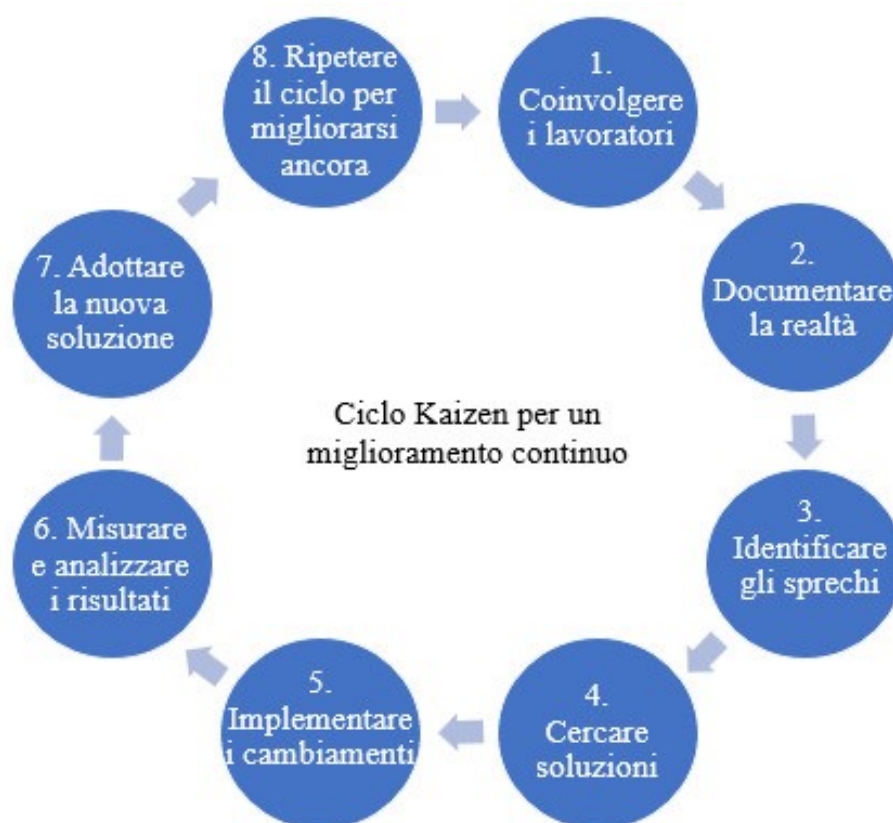 8. Ripetere
il ciclo per
migliorarsi
ancora
1.
Coinvolgere
i lavoratori
2.
Documentare
la realtà
3.
Identificare
gli sprechi
4.
Cercare
soluzioni
5.
Implementare
i cambiamenti
6. Misurare
e analizzare
i risultati
7. Adottare
la nuova
soluzione
Ciclo Kaizen per un
miglioramento continuo